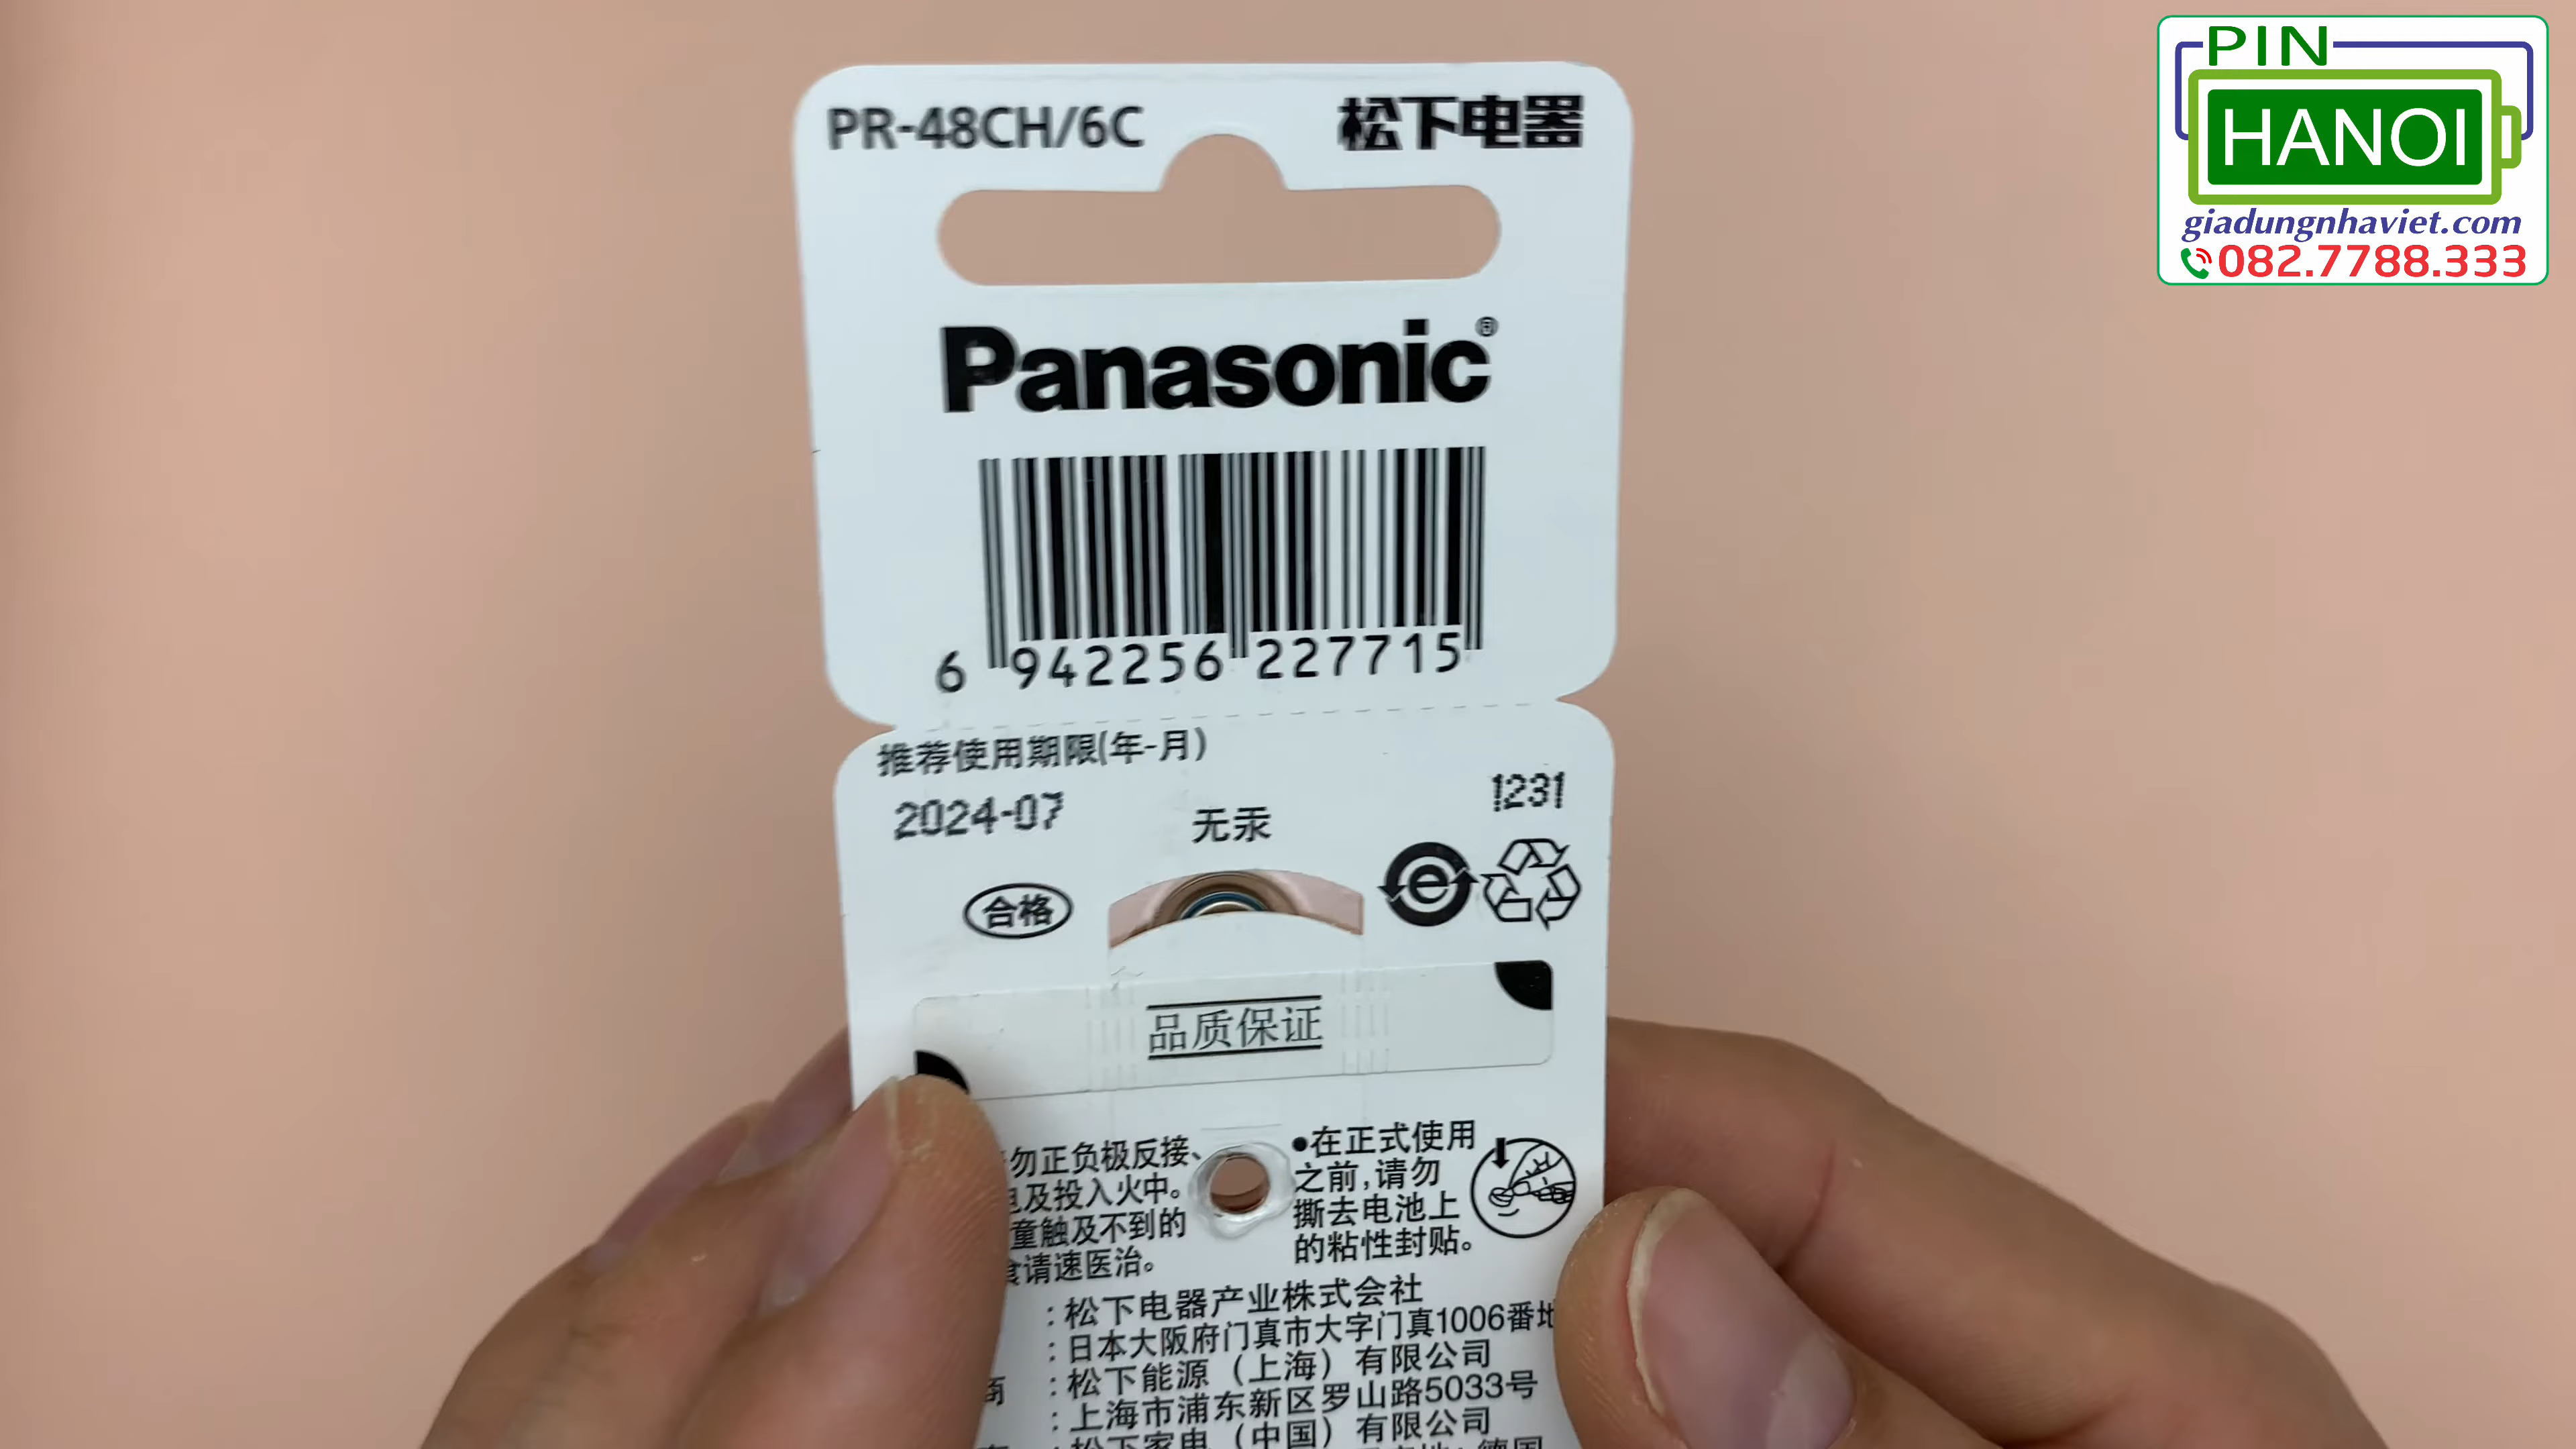 PR-48CH/6C
松下电器
Panasonic®
6 942256 227715
推荐使用期限(年-月)
2024-07
1231
无汞
合格
e
品质保证
勿正负极反接、
及投入火中。
童触及不到的
请速医治。
•在正式使用
之前,请勿
撕去电池上
的粘性封贴。
:松下电器产业株式会社
:日本大阪府门真市大字门真1006番地
商 :松下能源（上海）有限公司
:上海市浦东新区罗山路5033号
:松下家电（中国）有限公司
PIN
HANOI
giadungnhaviet.com
082.7788.333